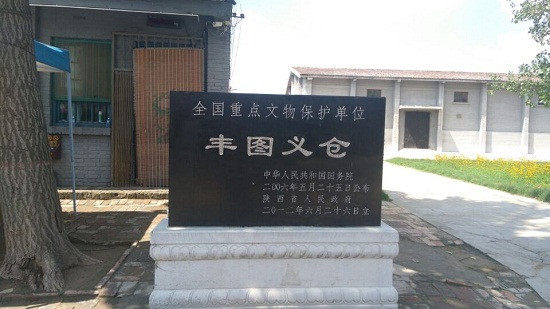 全国重点文物保护单位
丰图义仓
中华人民共和国国务院
二〇〇六年五月二十五日公布
陕西省人民政府
二〇一二年六月二十六日立